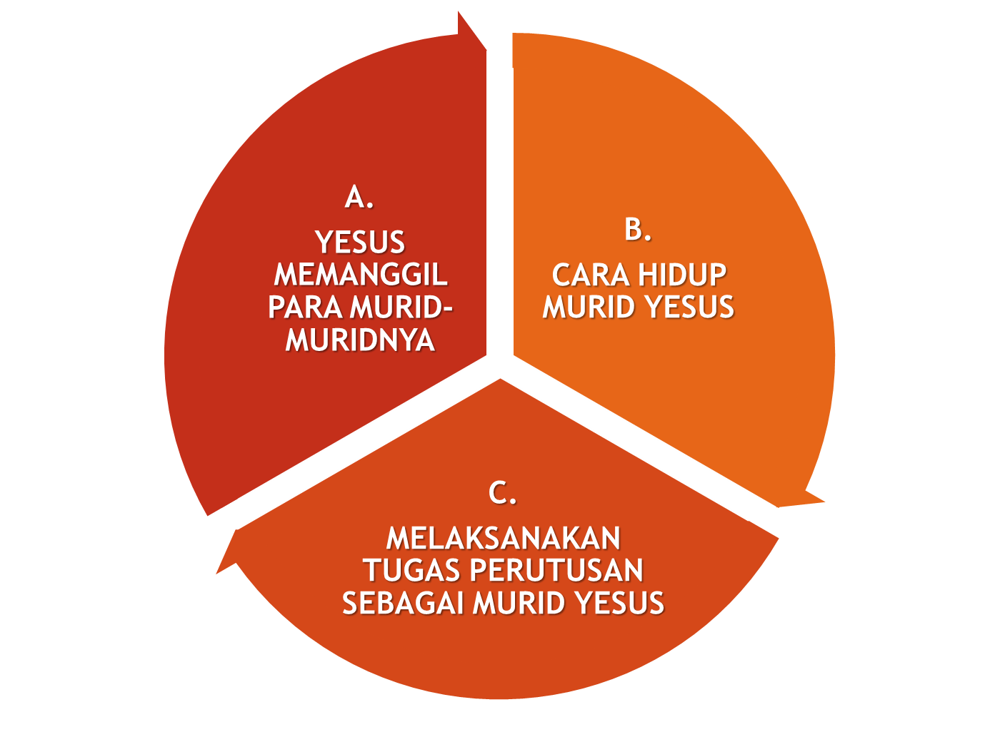 A.
YESUS
MEMANGGIL
PARA MURID-
MURIDNYA
B.
CARA HIDUP
MURID YESUS
C.
MELAKSANAKAN
TUGAS PERUTUSAN
SEBAGAI MURID YESUS